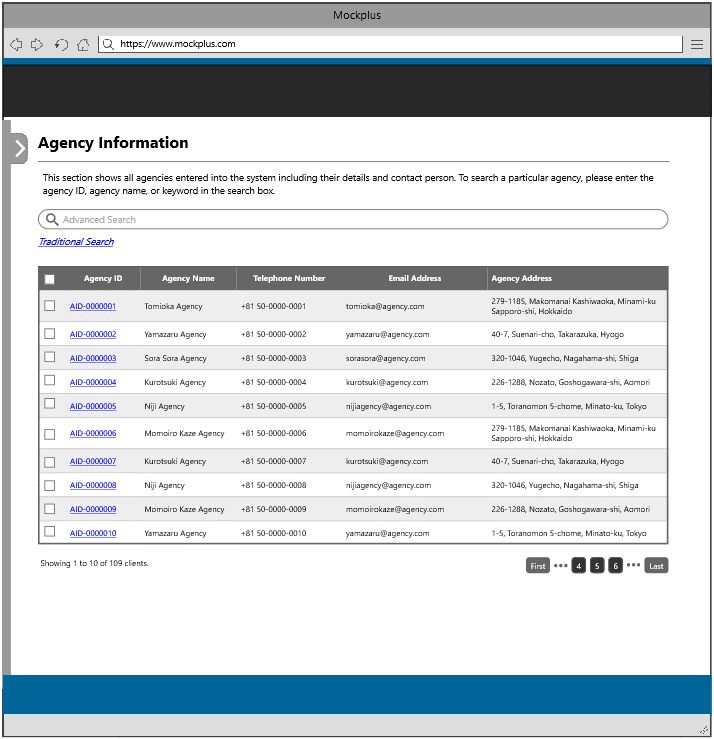 Mockplus
https://www.mockplus.com
Agency Information
This section shows all agencies entered into the system including their details and contact person. To search a particular agency, please enter the
agency ID, agency name, or keyword in the search box.
Advanced Search
Traditional Search
Agency ID Agency Name Telephone Number Email Address Agency Address
AID-0000001 Tomioka Agency +81 50-0000-0001 tomioka@agency.com 279-1185, Makomanai Kashiwaoka, Minami-ku
Sapporo-shi, Hokkaido
AID-0000002 Yamazaru Agency +81 50-0000-0002 yamazaru@agency.com 40-7, Suenari-cho, Takarazuka, Hyogo
AID-0000003 Sora Sora Agency +81 50-0000-0003 sorasora@agency.com 320-1046, Yugecho, Nagahama-shi, Shiga
AID-0000004 Kurotsuki Agency +81 50-0000-0004 kurotsuki@agency.com 226-1288, Nozato, Goshogawara-shi, Aomori
AID-0000005 Niji Agency +81 50-0000-0005 nijiagency@agency.com 1-5, Toranomon 5-chome, Minato-ku, Tokyo
AID-0000006 Momoiro Kaze Agency +81 50-0000-0006 momoirokaze@agency.com 279-1185, Makomanai Kashiwaoka, Minami-ku
Sapporo-shi, Hokkaido
AID-0000007 Kurotsuki Agency +81 50-0000-0007 kurotsuki@agency.com 40-7, Suenari-cho, Takarazuka, Hyogo
AID-0000008 Niji Agency +81 50-0000-0008 nijiagency@agency.com 320-1046, Yugecho, Nagahama-shi, Shiga
AID-0000009 Momoiro Kaze Agency +81 50-0000-0009 momoirokaze@agency.com 226-1288, Nozato, Goshogawara-shi, Aomori
AID-0000010 Yamazaru Agency +81 50-0000-0010 yamazaru@agency.com 1-5, Toranomon 5-chome, Minato-ku, Tokyo
Showing 1 to 10 of 109 clients.
First ••• 4 5 6 ••• Last